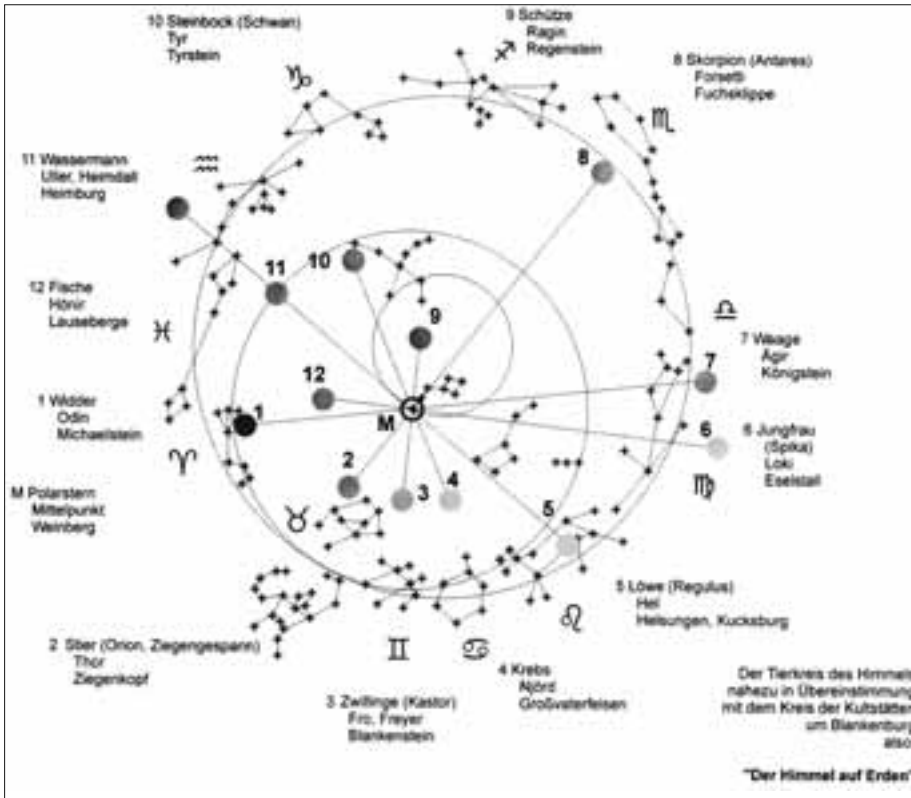 10 Steinbock (Schwan)
Tyr
Tyrstein
9 Schütze
Ragin
Regenstein
8 Skorpion (Antares)
Forsetti
Fuchsklippe
11 Wassermann
Uller, Heimdall
Heimburg
12 Fische
Hönir
Lauseberge
1 Widder
Odin
Michaelstein
M Polarstern
Mittelpunkt
Weinberg
7 Waage
Ägir
Königstein
6 Jungfrau
(Spika)
Loki
Eselstall
5 Löwe (Regulus)
Hel
Helsungen, Kucksburg
4 Krebs
Njörd
Großvaterfelsen
3 Zwillinge (Kastor)
Fro, Freyer
Blankenstein
2 Stier (Orion, Ziegengespann)
Thor
Ziegenkopf
♑
♐
♏
♒
♓
♎
♈
♍
♉
♌
♊
♋
8
10
11
9
12
7
1
M
6
2
3
4
5
Der Tierkreis des Himmels
nahezu in Übereinstimmung
mit dem Kreis der Kultstätten
um Blankenburg
also
"Der Himmel auf Erden"